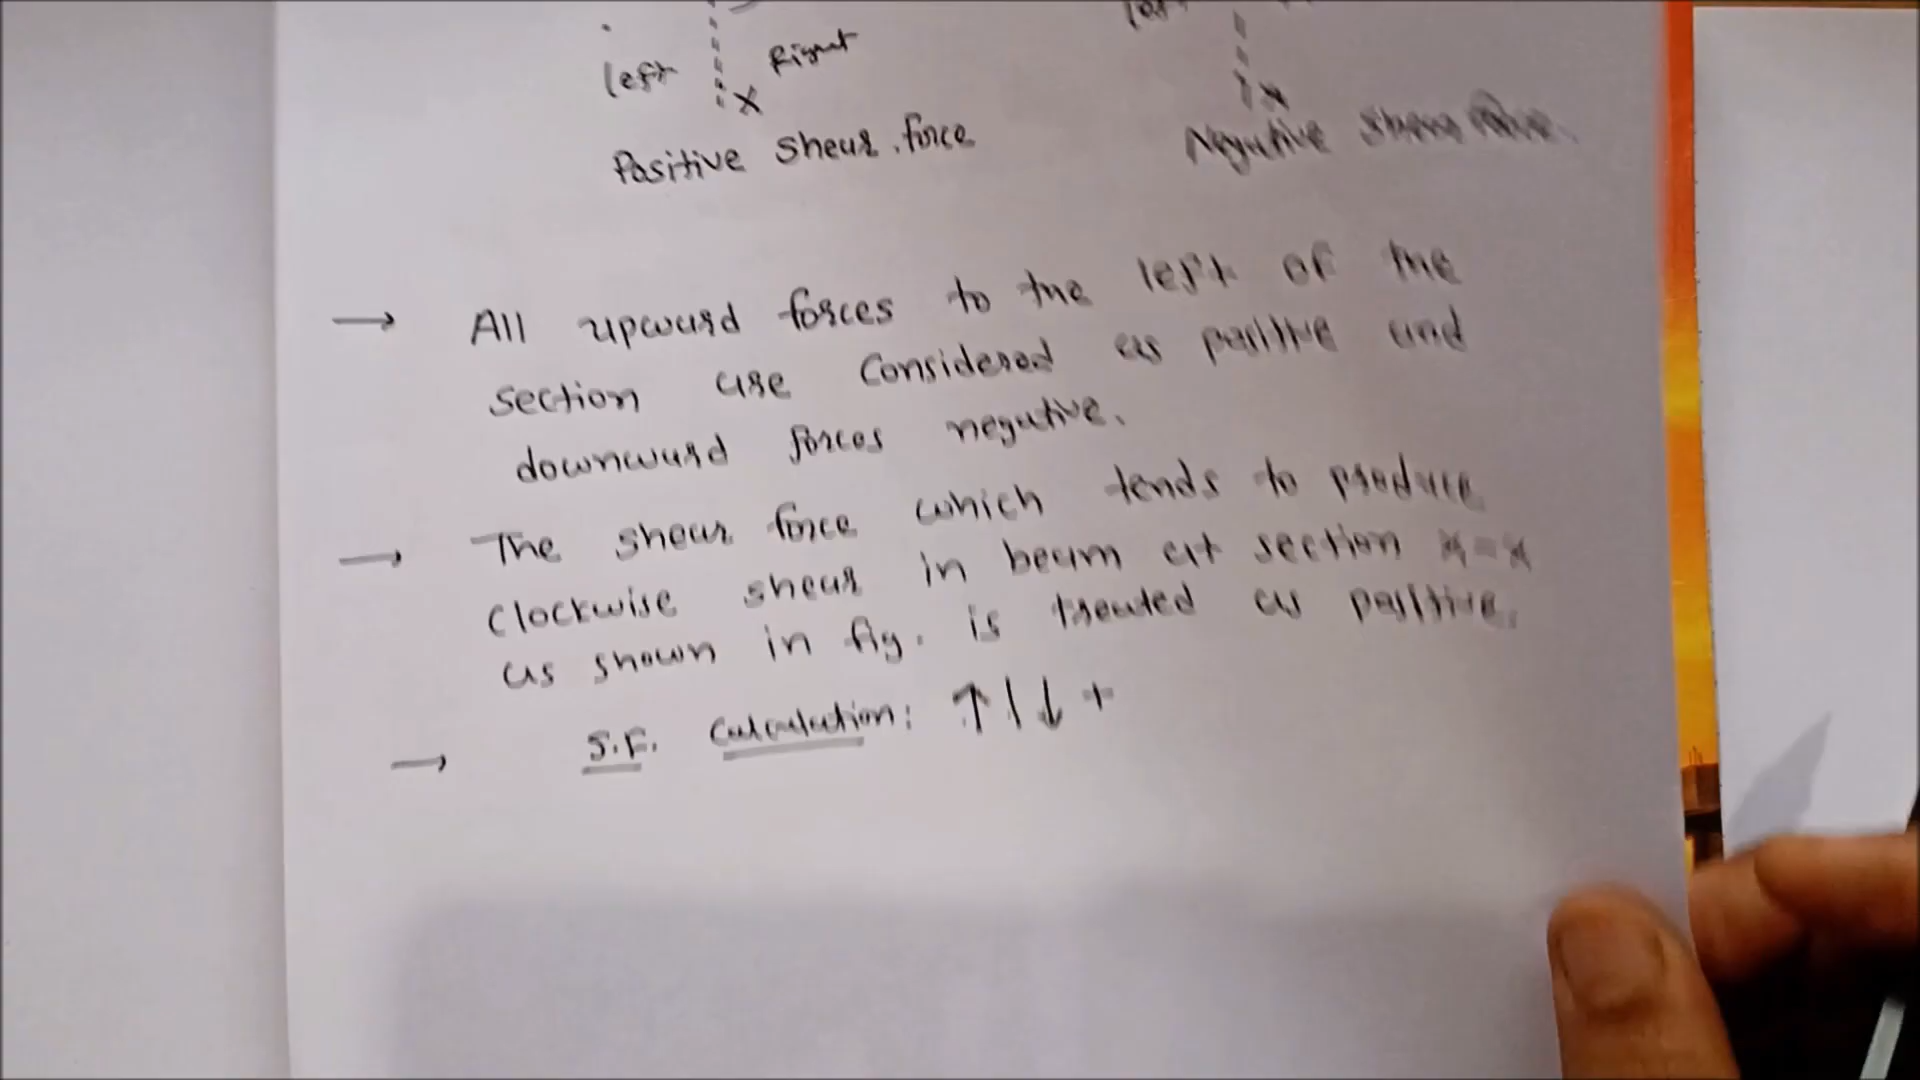 left Right
X X
Positive shear force Negative shear force.
→ All upward forces to the left of the
section are considered as positive and
downward forces negative.
→ The shear force which tends to produce
clockwise shear in beam at section x-x
as shown in fig. is treated as positive.
→ S.F. Calculation: ↑|↓ +